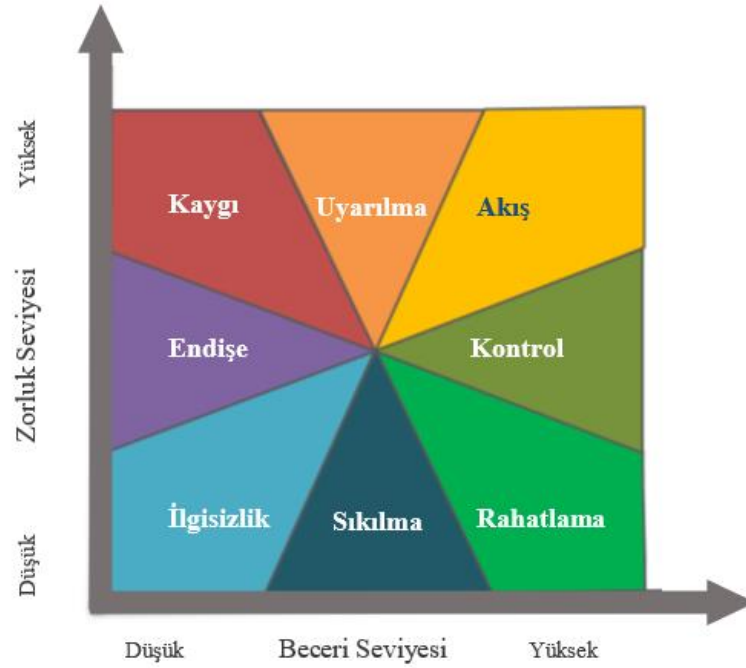 Yüksek
Zorluk Seviyesi
Düşük
Kaygı
Uyarılma
Akış
Endişe
Kontrol
İlgisizlik
Sıkılma
Rahatlama
Düşük
Beceri Seviyesi
Yüksek